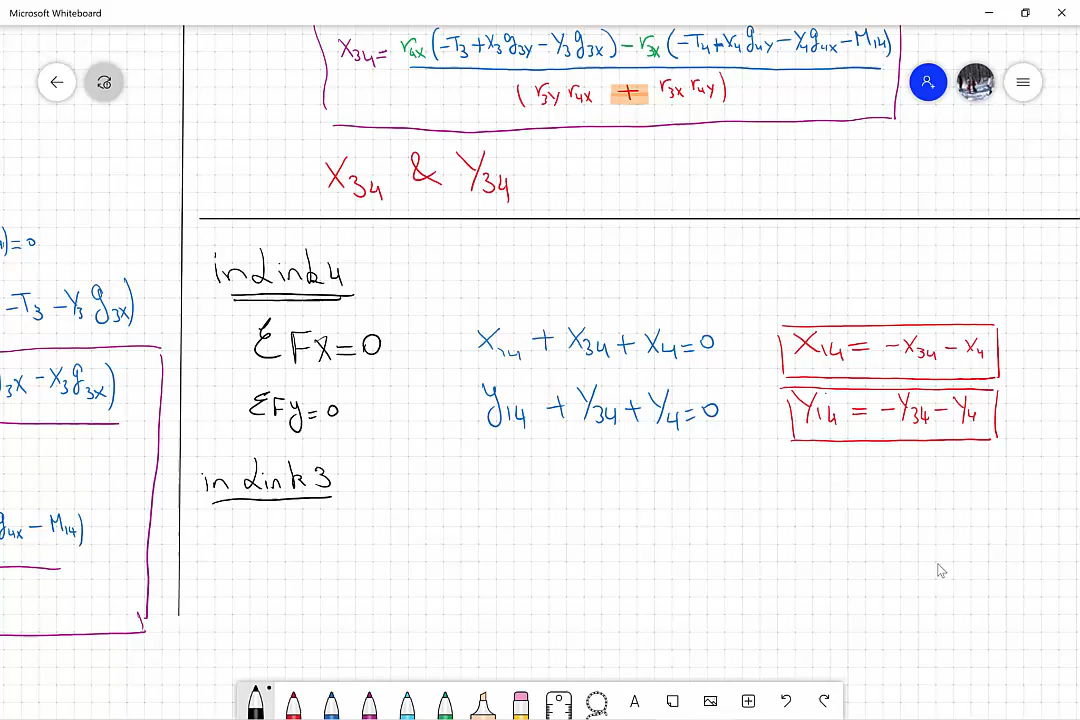 Microsoft Whiteboard
X34 = r4x (-T3 + X3 g3y - Y3 g3x) - r3x (-T4 + X4 g4y - Y4 g4x - M14)
( r3y r4x + r3x r4y )
X34 & Y34
) = 0
-T3 - Y3 g3x)
3x - X3 g3x)
g4x - M14)
in Link 4
ΣFx = 0
X14 + X34 + X4 = 0
X14 = -X34 - X4
ΣFy = 0
y14 + Y34 + Y4 = 0
Y14 = -Y34 - Y4
in Link 3
A